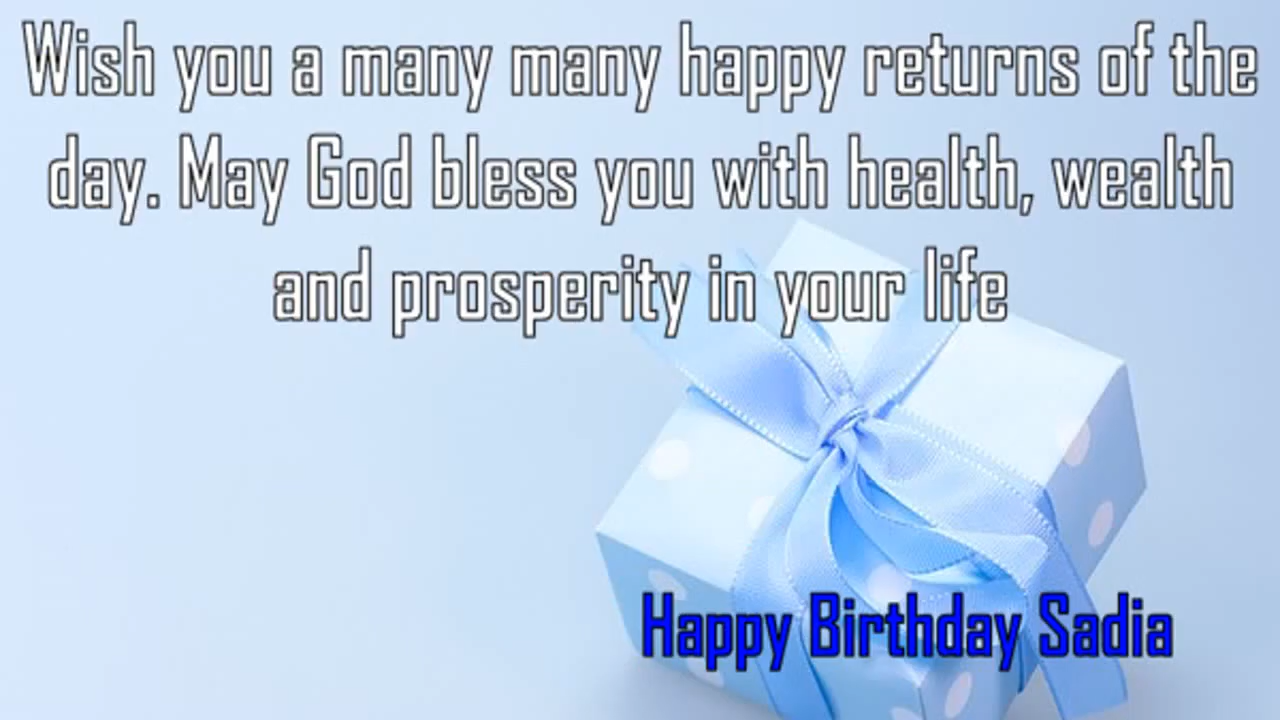 Wish you a many many happy returns of the
day. May God bless you with health, wealth
and prosperity in your life
Happy Birthday Sadia